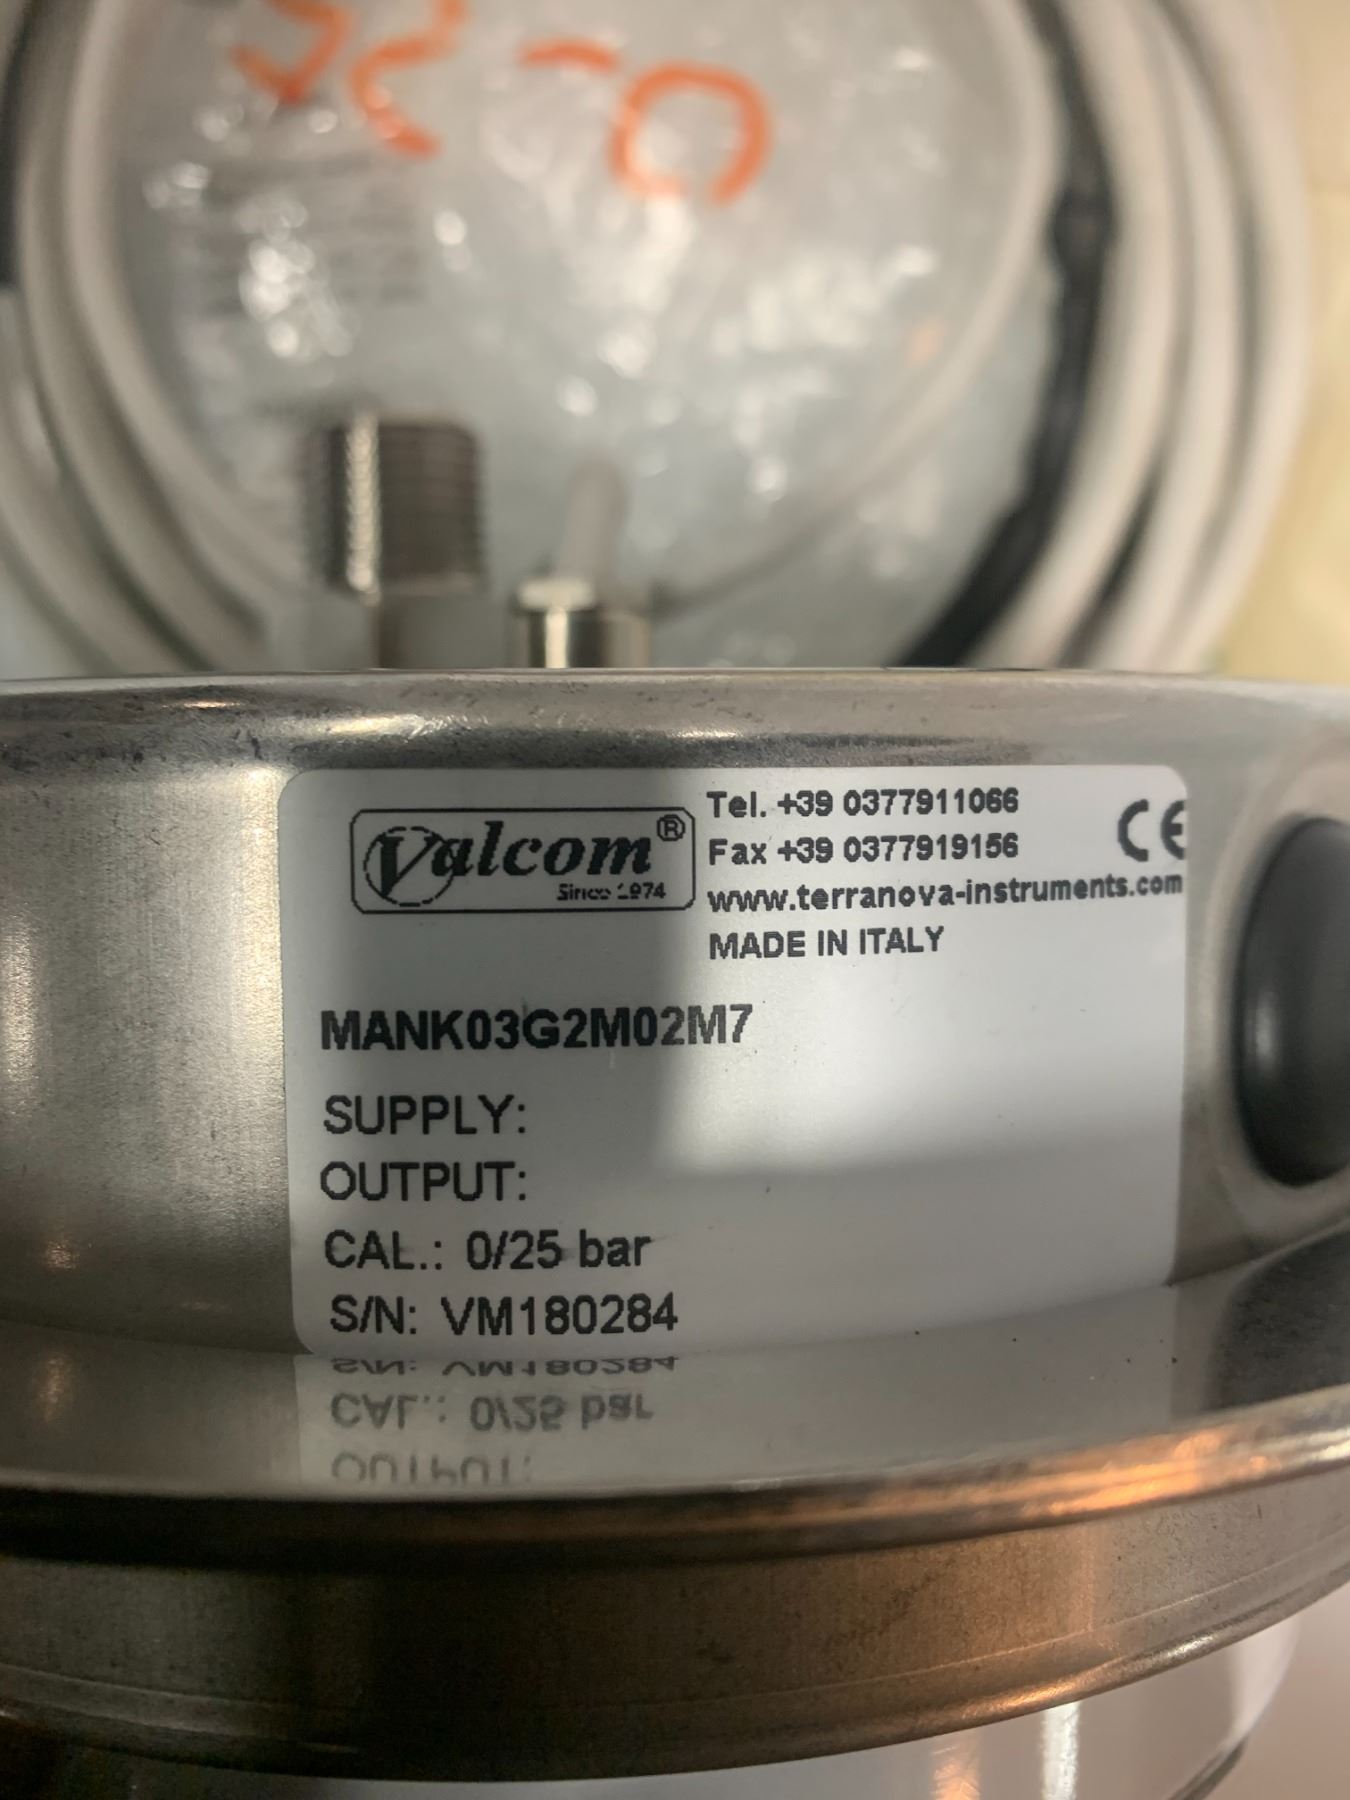 Valcom®
Since 1974
Tel. +39 0377911066
Fax +39 0377919156
www.terranova-instruments.com
MADE IN ITALY
CE
MANK03G2M02M7
SUPPLY:
OUTPUT:
CAL.: 0/25 bar
S/N: VM180284